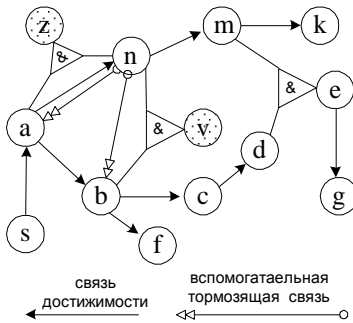 z
n
m
k
&
&
e
a
&
v
d
b
c
s
f
g
связь
достижимости
вспомогатаельная
тормозящая связь